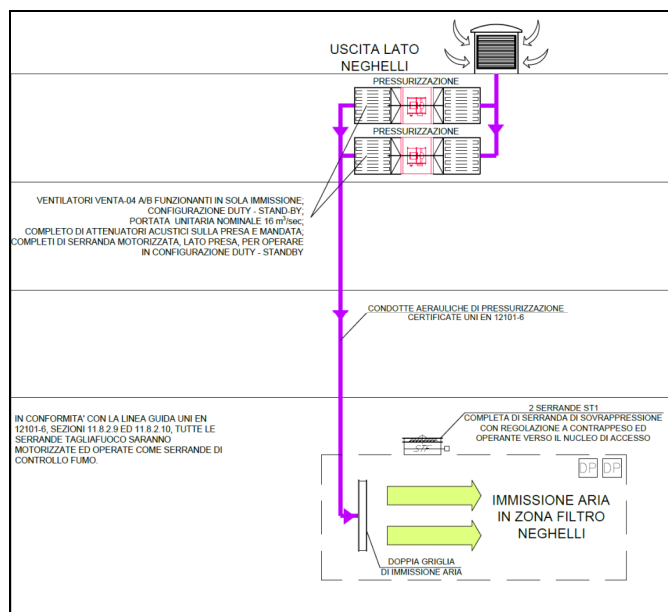 USCITA LATO
NEGHELLI
PRESSURIZZAZIONE
PRESSURIZZAZIONE
VENTILATORI VENTA-04 A/B FUNZIONANTI IN SOLA IMMISSIONE;
CONFIGURAZIONE DUTY - STAND-BY;
PORTATA UNITARIA NOMINALE 16 m³/sec;
COMPLETO DI ATTENUATORI ACUSTICI SULLA PRESA E MANDATA;
COMPLETI DI SERRANDA MOTORIZZATA, LATO PRESA, PER OPERARE
IN CONFIGURAZIONE DUTY - STANDBY
CONDOTTE AERAULICHE DI PRESSURIZZAZIONE
CERTIFICATE UNI EN 12101-6
IN CONFORMITA' CON LA LINEA GUIDA UNI EN
12101-6, SEZIONI 11.8.2.9 ED 11.8.2.10, TUTTE LE
SERRANDE TAGLIAFUOCO SARANNO
MOTORIZZATE ED OPERATE COME SERRANDE DI
CONTROLLO FUMO.
2 SERRANDE ST1
COMPLETA DI SERRANDA DI SOVRAPPRESSIONE
CON REGOLAZIONE A CONTRAPPESO ED
OPERANTE VERSO IL NUCLEO DI ACCESSO
STF
DP DP
IMMISSIONE ARIA
IN ZONA FILTRO
NEGHELLI
DOPPIA GRIGLIA
DI IMMISSIONE ARIA